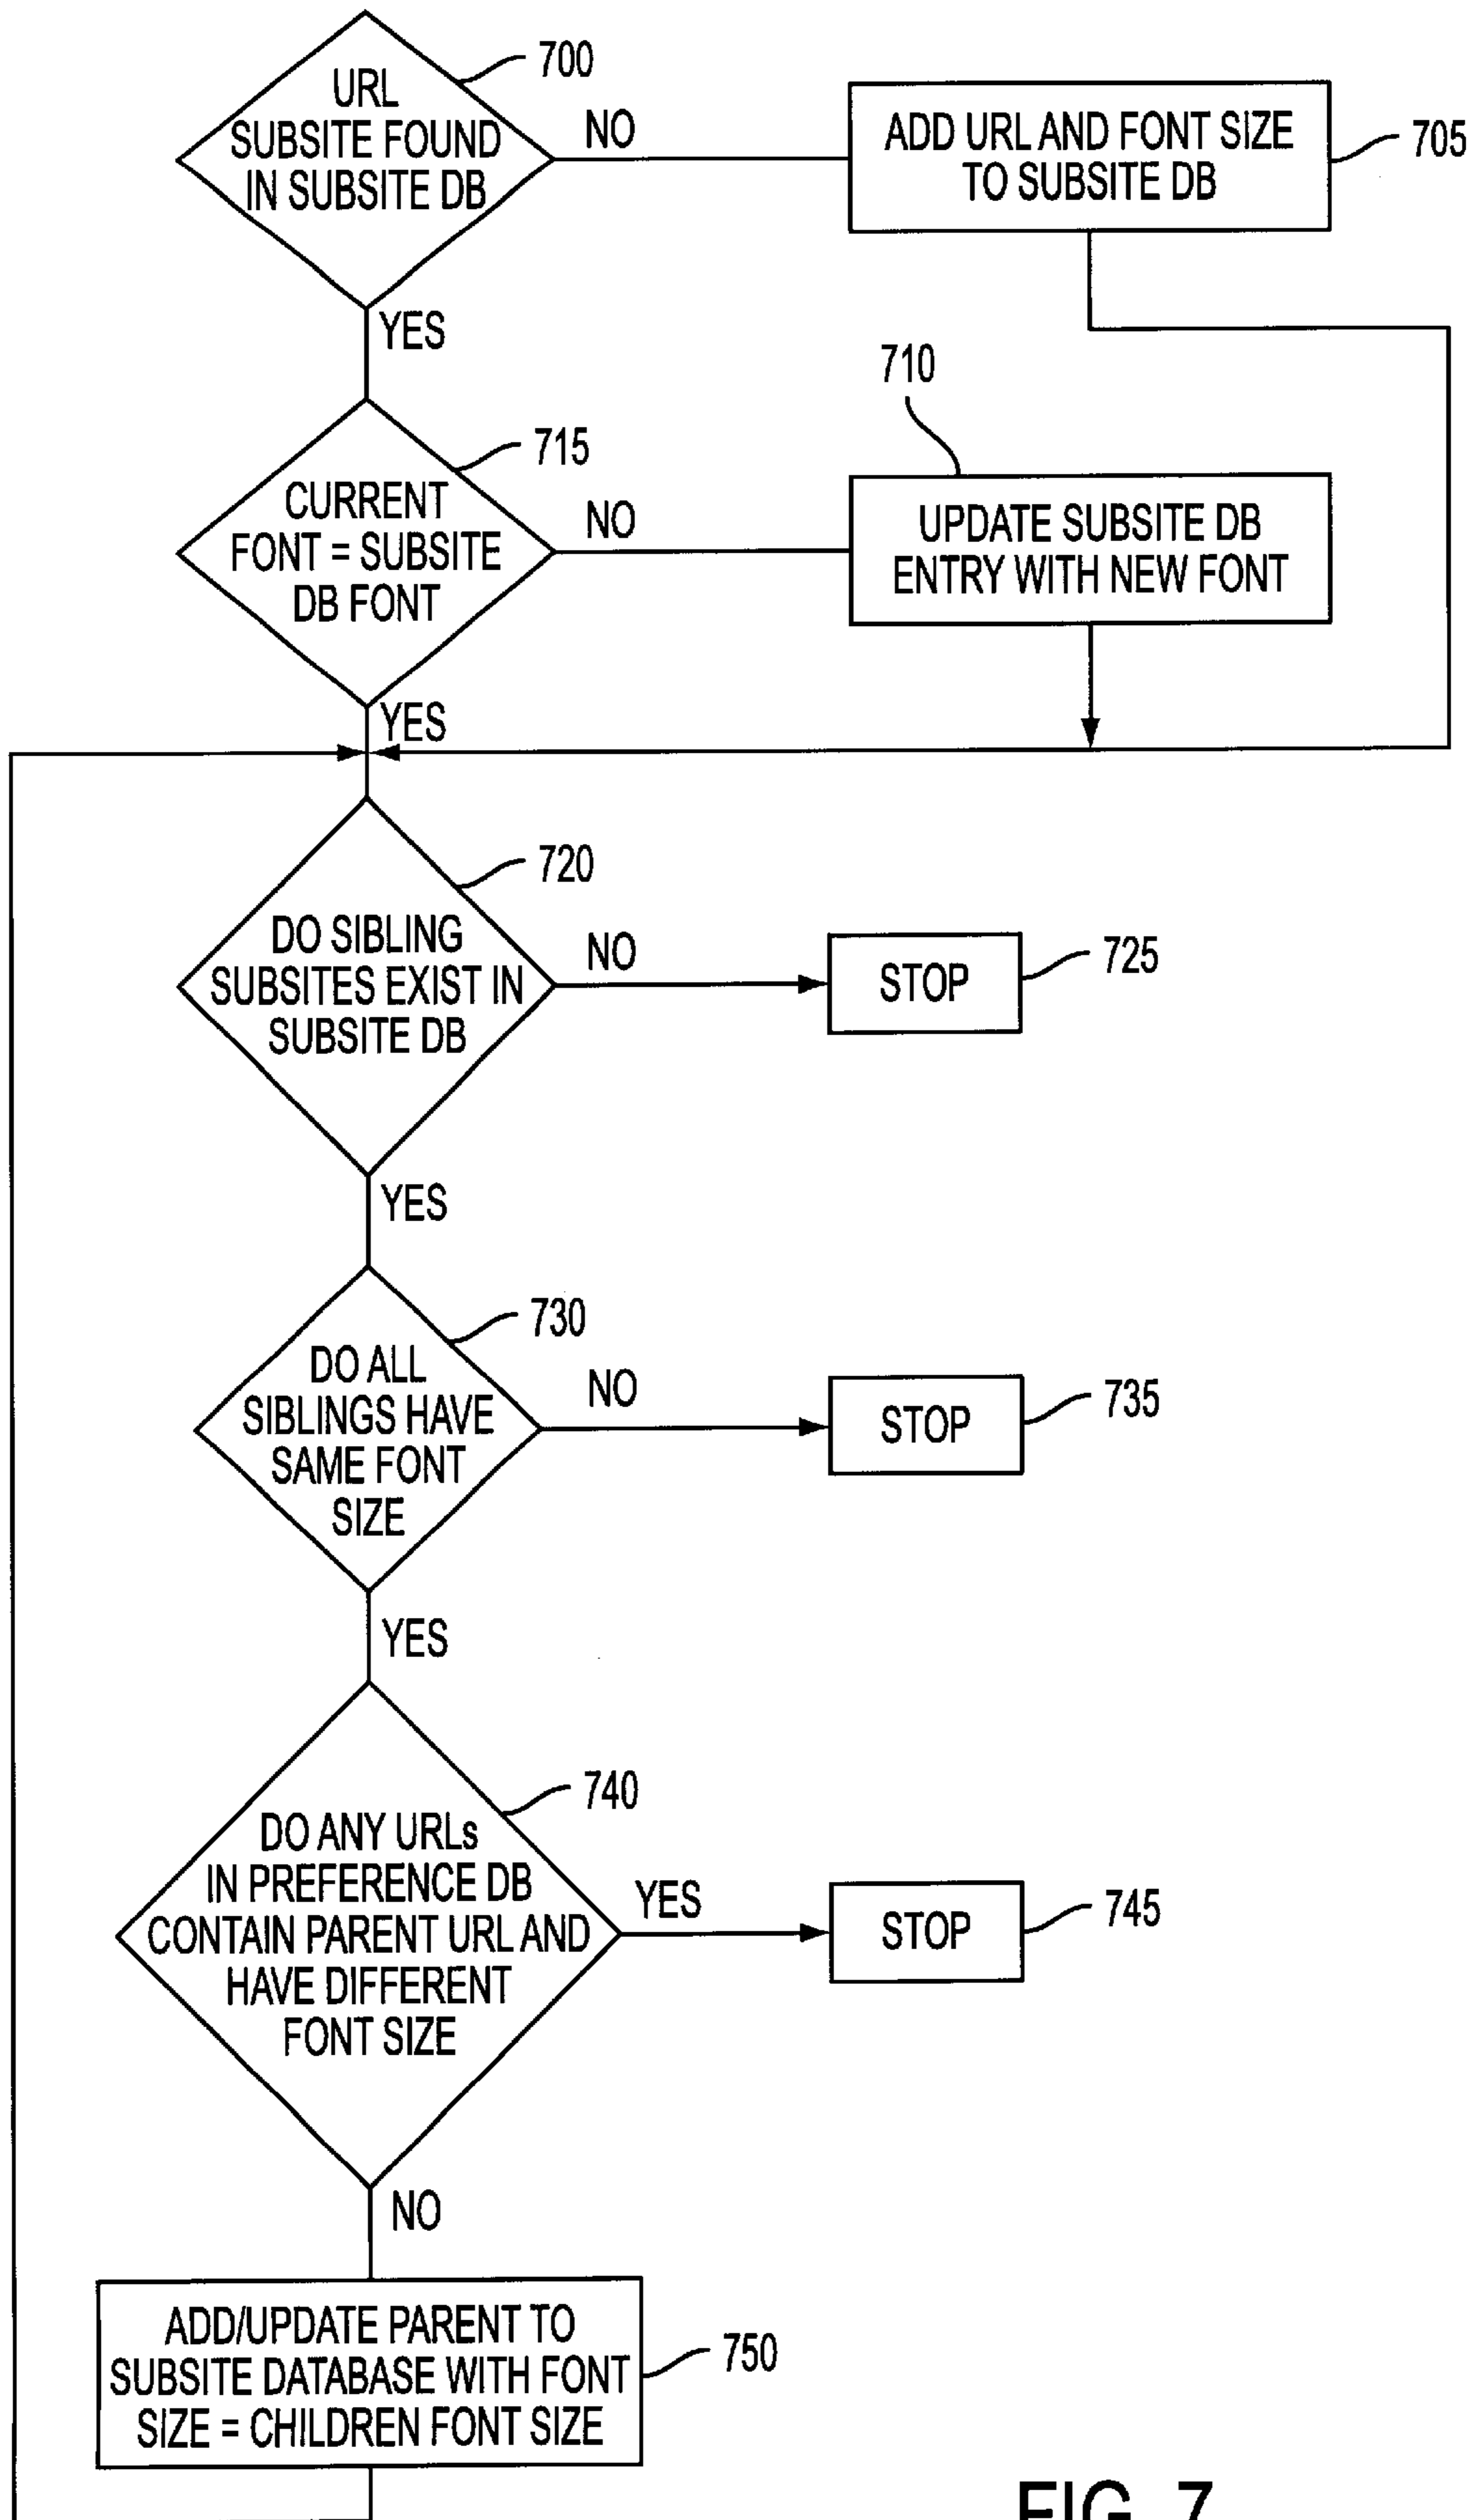 700
URL
SUBSITE FOUND
IN SUBSITE DB
NO
ADD URL AND FONT SIZE
TO SUBSITE DB
705
YES
710
715
CURRENT
FONT = SUBSITE
DB FONT
NO
UPDATE SUBSITE DB
ENTRY WITH NEW FONT
YES
720
DO SIBLING
SUBSITES EXIST IN
SUBSITE DB
NO
STOP
725
YES
730
DO ALL
SIBLINGS HAVE
SAME FONT
SIZE
NO
STOP
735
YES
740
DO ANY URLs
IN PREFERENCE DB
CONTAIN PARENT URL AND
HAVE DIFFERENT
FONT SIZE
YES
STOP
745
NO
ADD/UPDATE PARENT TO
SUBSITE DATABASE WITH FONT
SIZE = CHILDREN FONT SIZE
750
FIG. 7